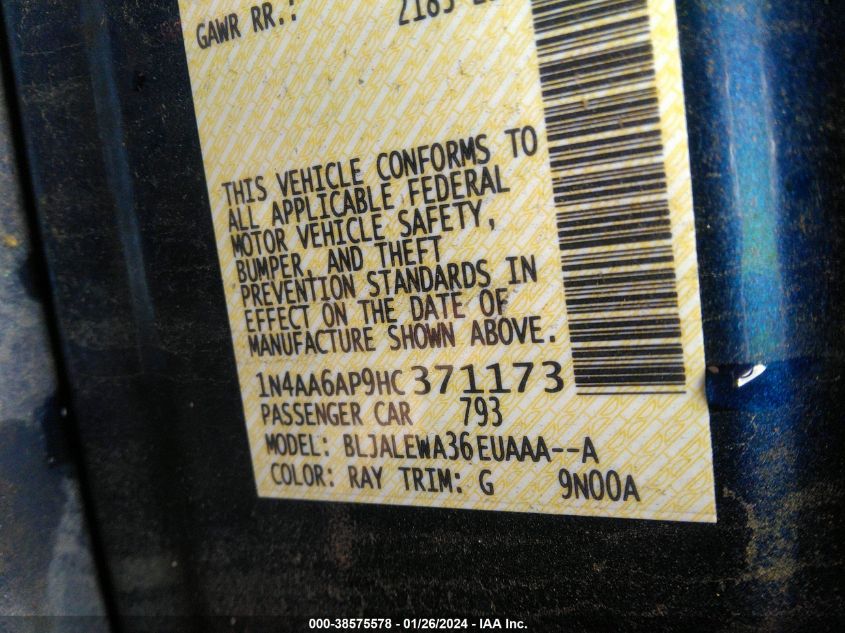 GAWR RR.:
THIS VEHICLE CONFORMS TO
ALL APPLICABLE FEDERAL
MOTOR VEHICLE SAFETY,
BUMPER, AND THEFT
PREVENTION STANDARDS IN
EFFECT ON THE DATE OF
MANUFACTURE SHOWN ABOVE.
1N4AA6AP9HC371173
PASSENGER CAR 793
MODEL: BLJALEWA36EUAAA--A
COLOR: RAY TRIM: G 9N00A
000-38575578 - 01/26/2024 - IAA Inc.